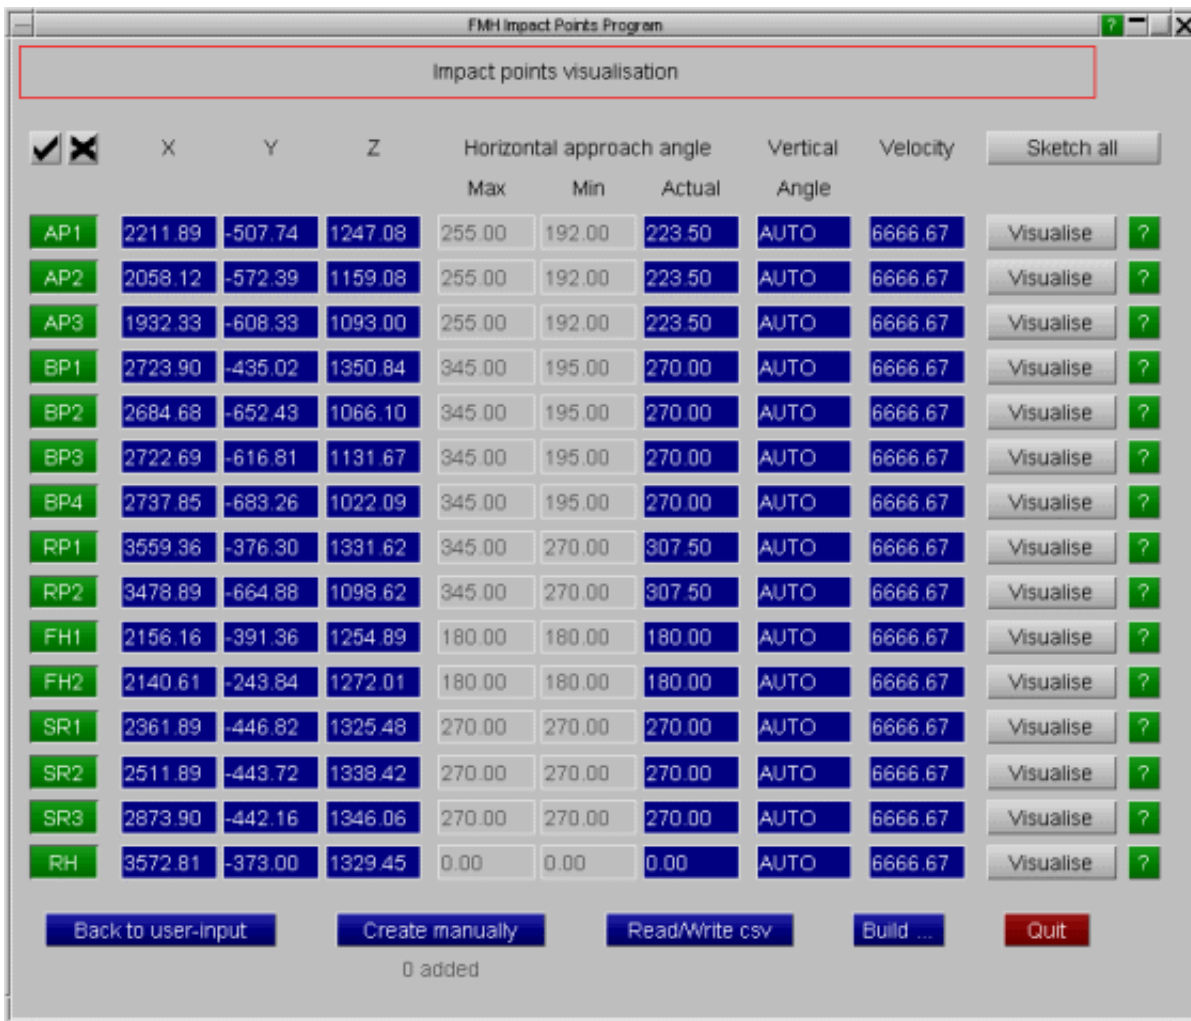 FMH Impact Points Program ?
Impact points visualisation
X Y Z Horizontal approach angle Vertical Velocity Sketch all
Max Min Actual Angle
AP1 2211.89 -507.74 1247.08 255.00 192.00 223.50 AUTO 6666.67 Visualise ?
AP2 2058.12 -572.39 1159.08 255.00 192.00 223.50 AUTO 6666.67 Visualise ?
AP3 1932.33 -608.33 1093.00 255.00 192.00 223.50 AUTO 6666.67 Visualise ?
BP1 2723.90 -435.02 1350.84 345.00 195.00 270.00 AUTO 6666.67 Visualise ?
BP2 2684.68 -652.43 1066.10 345.00 195.00 270.00 AUTO 6666.67 Visualise ?
BP3 2722.69 -616.81 1131.67 345.00 195.00 270.00 AUTO 6666.67 Visualise ?
BP4 2737.85 -683.26 1022.09 345.00 195.00 270.00 AUTO 6666.67 Visualise ?
RP1 3559.36 -376.30 1331.62 345.00 270.00 307.50 AUTO 6666.67 Visualise ?
RP2 3478.89 -664.88 1098.62 345.00 270.00 307.50 AUTO 6666.67 Visualise ?
FH1 2156.16 -391.36 1254.89 180.00 180.00 180.00 AUTO 6666.67 Visualise ?
FH2 2140.61 -243.84 1272.01 180.00 180.00 180.00 AUTO 6666.67 Visualise ?
SR1 2361.89 -446.82 1325.48 270.00 270.00 270.00 AUTO 6666.67 Visualise ?
SR2 2511.89 -443.72 1338.42 270.00 270.00 270.00 AUTO 6666.67 Visualise ?
SR3 2873.90 -442.16 1346.06 270.00 270.00 270.00 AUTO 6666.67 Visualise ?
RH 3572.81 -373.00 1329.45 0.00 0.00 0.00 AUTO 6666.67 Visualise ?
Back to user-input Create manually Read/Write csv Build ... Quit
0 added